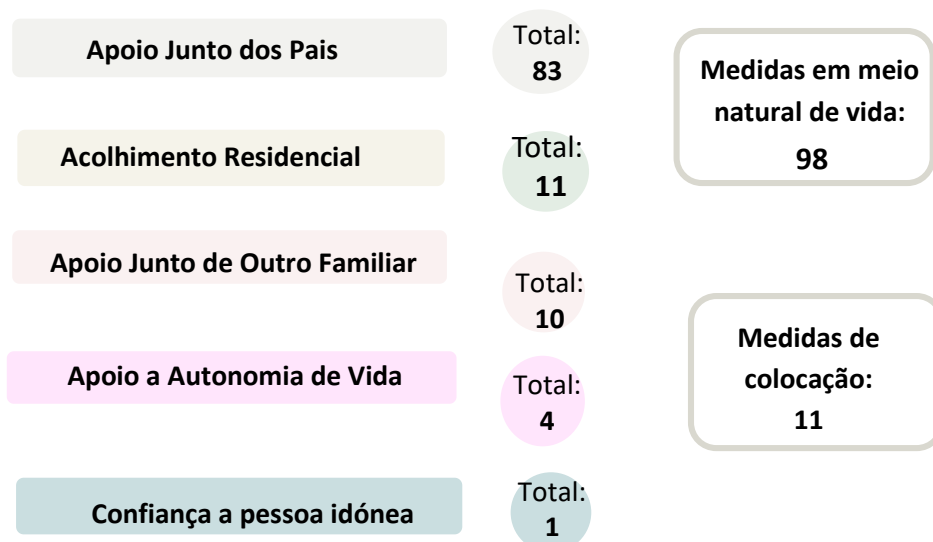 Apoio Junto dos Pais
Total:
83
Acolhimento Residencial
Total:
11
Apoio Junto de Outro Familiar
Total:
10
Apoio a Autonomia de Vida
Total:
4
Confiança a pessoa idónea
Total:
1
Medidas em meio
natural de vida:
98
Medidas de
colocação:
11